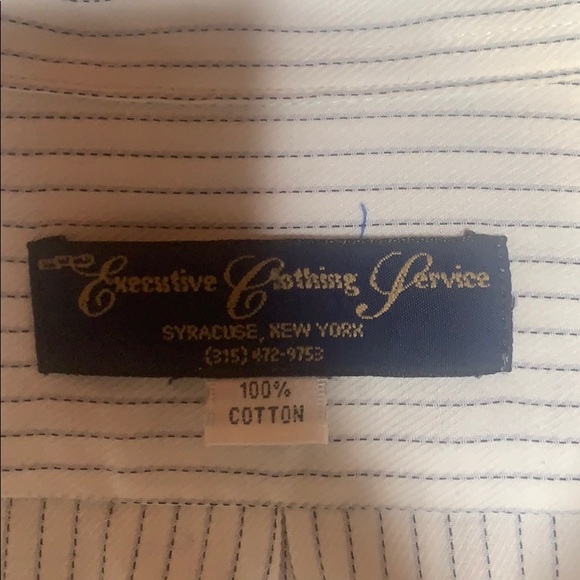 Executive Clothing Service
SYRACUSE, NEW YORK
(315) 472-9753
100%
COTTON